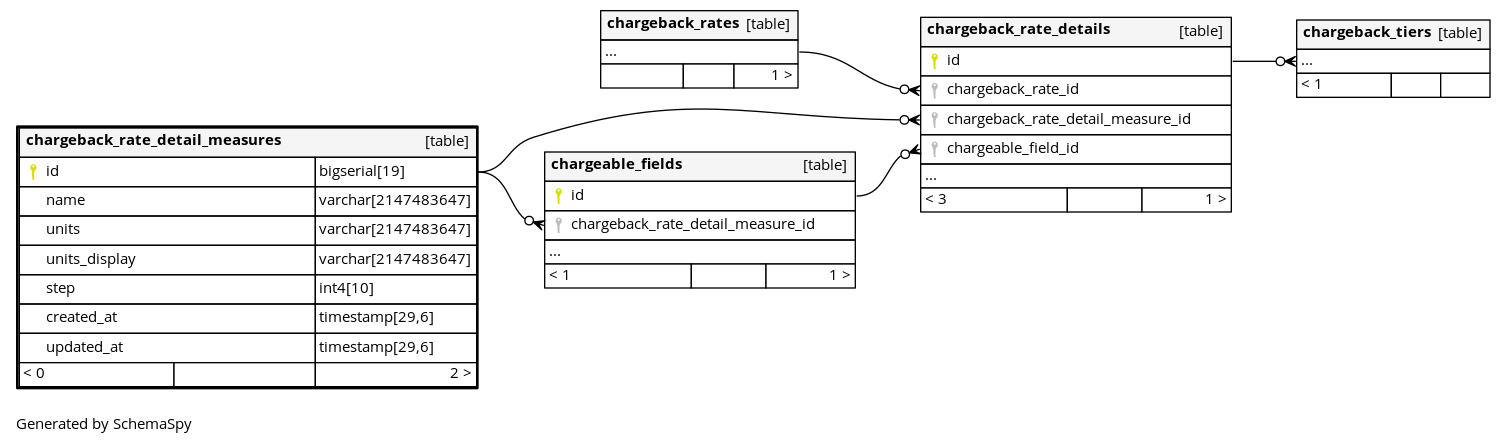 chargeback_rates [table]
...
1 >
chargeback_rate_details [table]
id
chargeback_rate_id
chargeback_rate_detail_measure_id
chargeable_field_id
...
< 3 1 >
chargeback_tiers [table]
...
< 1
chargeback_rate_detail_measures [table]
id bigserial[19]
name varchar[2147483647]
units varchar[2147483647]
units_display varchar[2147483647]
step int4[10]
created_at timestamp[29,6]
updated_at timestamp[29,6]
< 0 2 >
chargeable_fields [table]
id
chargeback_rate_detail_measure_id
...
< 1 1 >
Generated by SchemaSpy